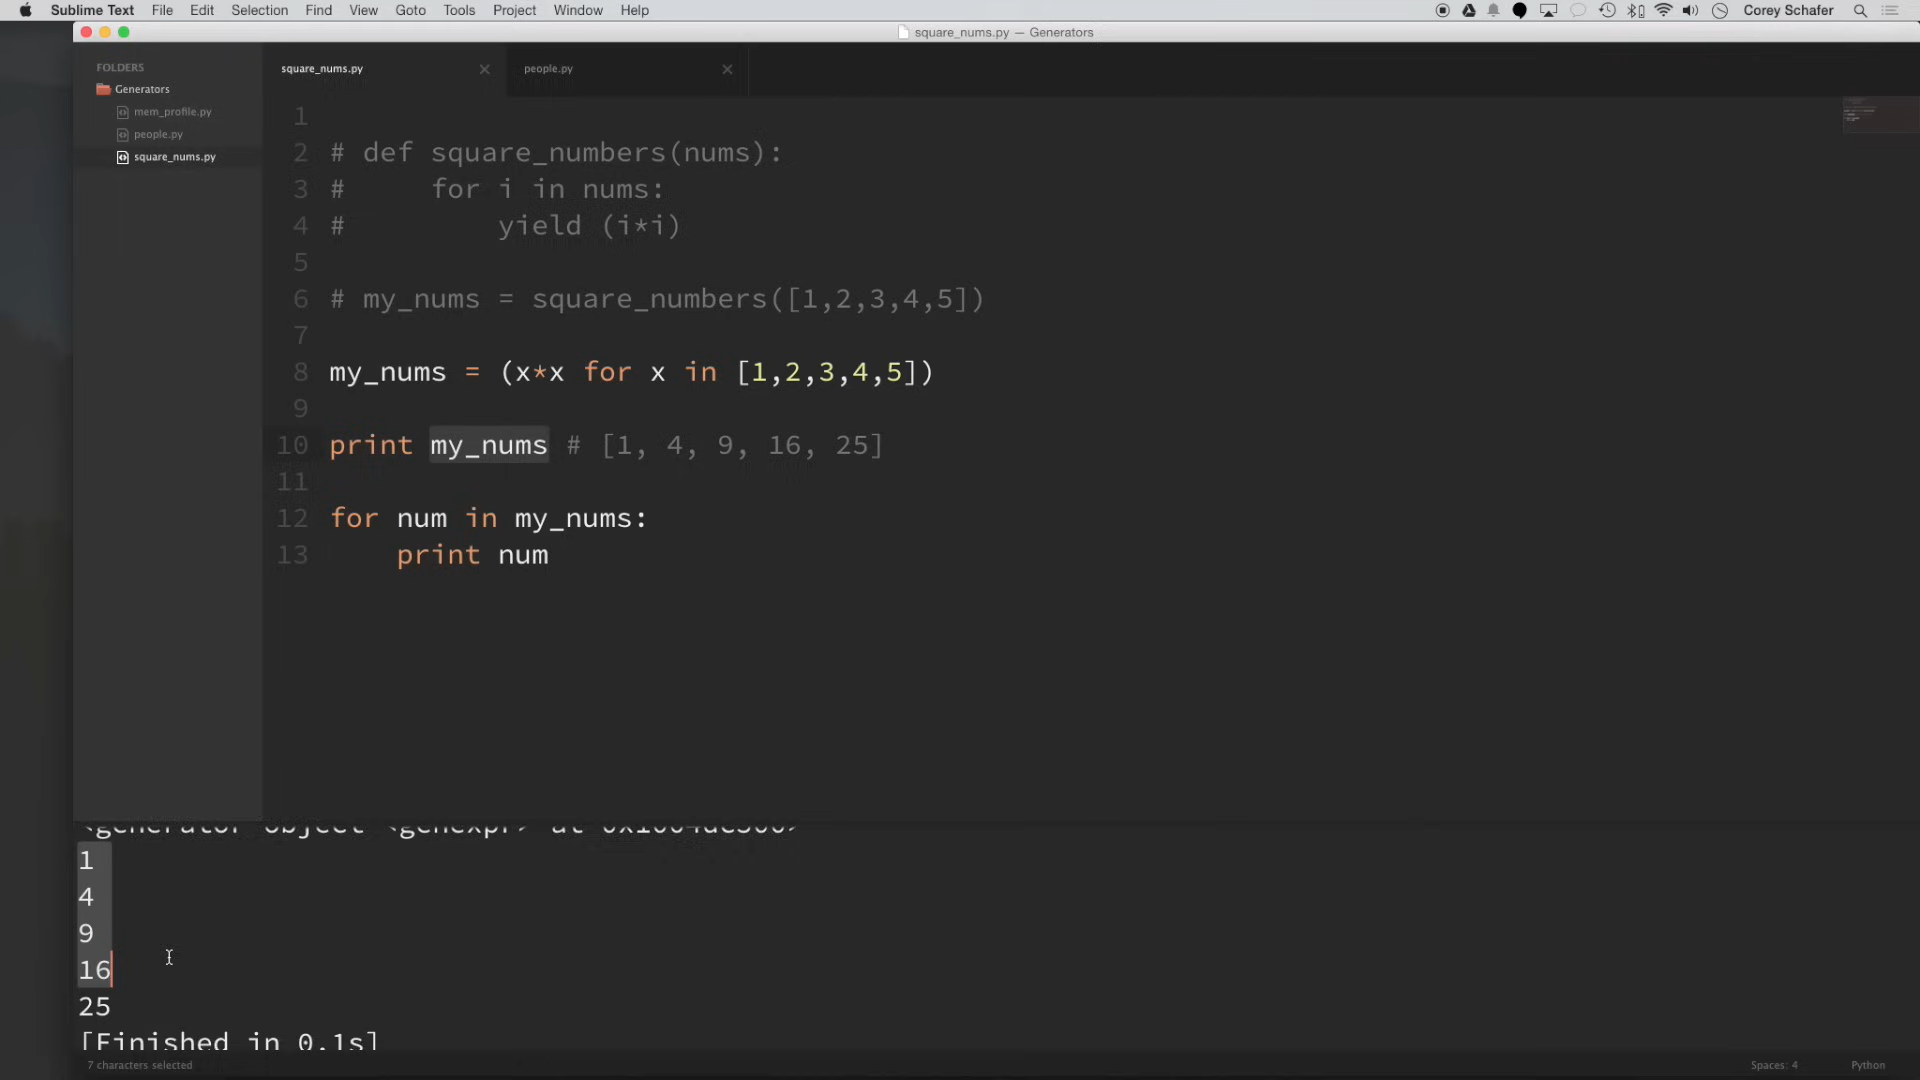 Sublime Text File Edit Selection Find View Goto Tools Project Window Help Corey Schafer
square_nums.py — Generators
FOLDERS
Generators
mem_profile.py
people.py
square_nums.py
square_nums.py people.py
1
2 # def square_numbers(nums):
3 #     for i in nums:
4 #         yield (i*i)
5
6 # my_nums = square_numbers([1,2,3,4,5])
7
8 my_nums = (x*x for x in [1,2,3,4,5])
9
10 print my_nums # [1, 4, 9, 16, 25]
11
12 for num in my_nums:
13     print num
<generator object <genexpr> at
1
4
9
16
25
[Finished in 0.1s]
7 characters selected Spaces: 4 Python